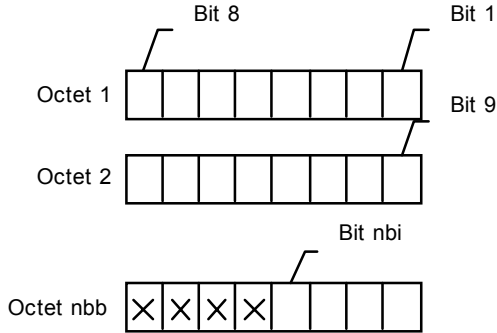 Bit 8
Bit 1
Octet 1
Bit 9
Octet 2
Bit nbi
Octet nbb